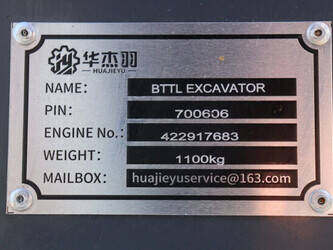 华杰羽
HUAJIEYU
NAME: BTTL EXCAVATOR
PIN: 700606
ENGINE No.: 422917683
WEIGHT: 1100kg
MAILBOX: huajieyuservice@163.com